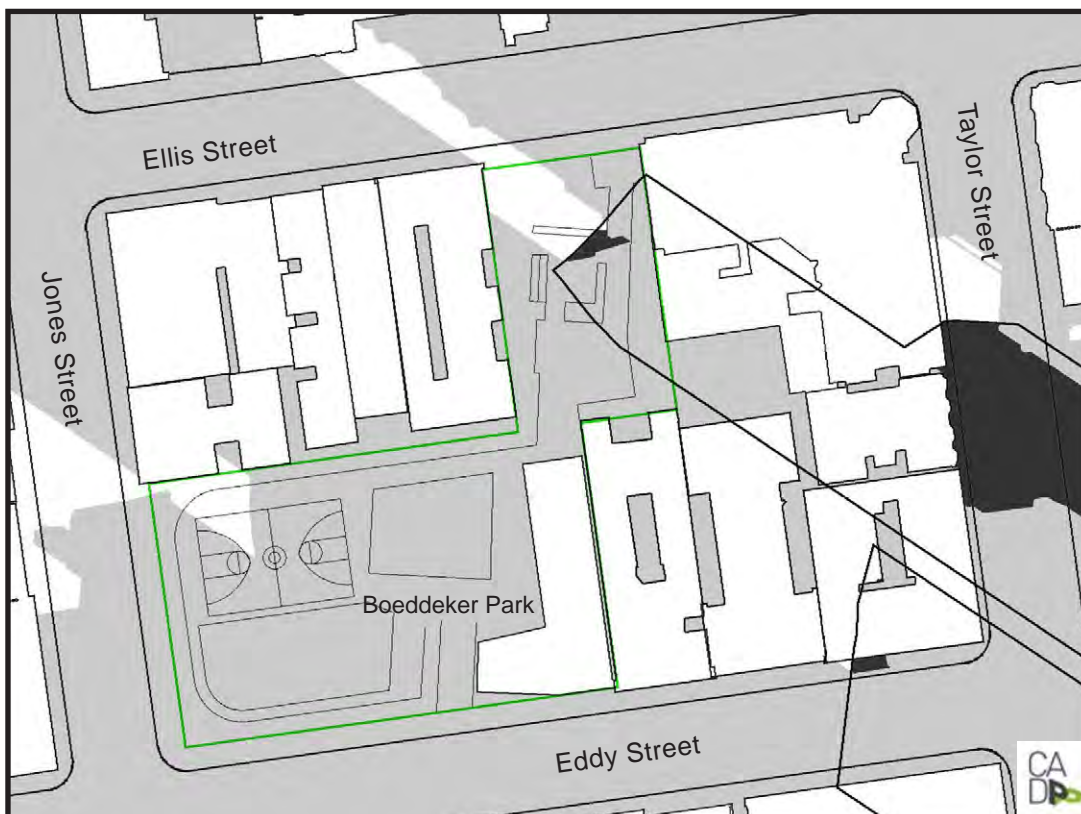 Ellis Street
Taylor Street
Jones Street
Boeddeker Park
Eddy Street
CA
DP